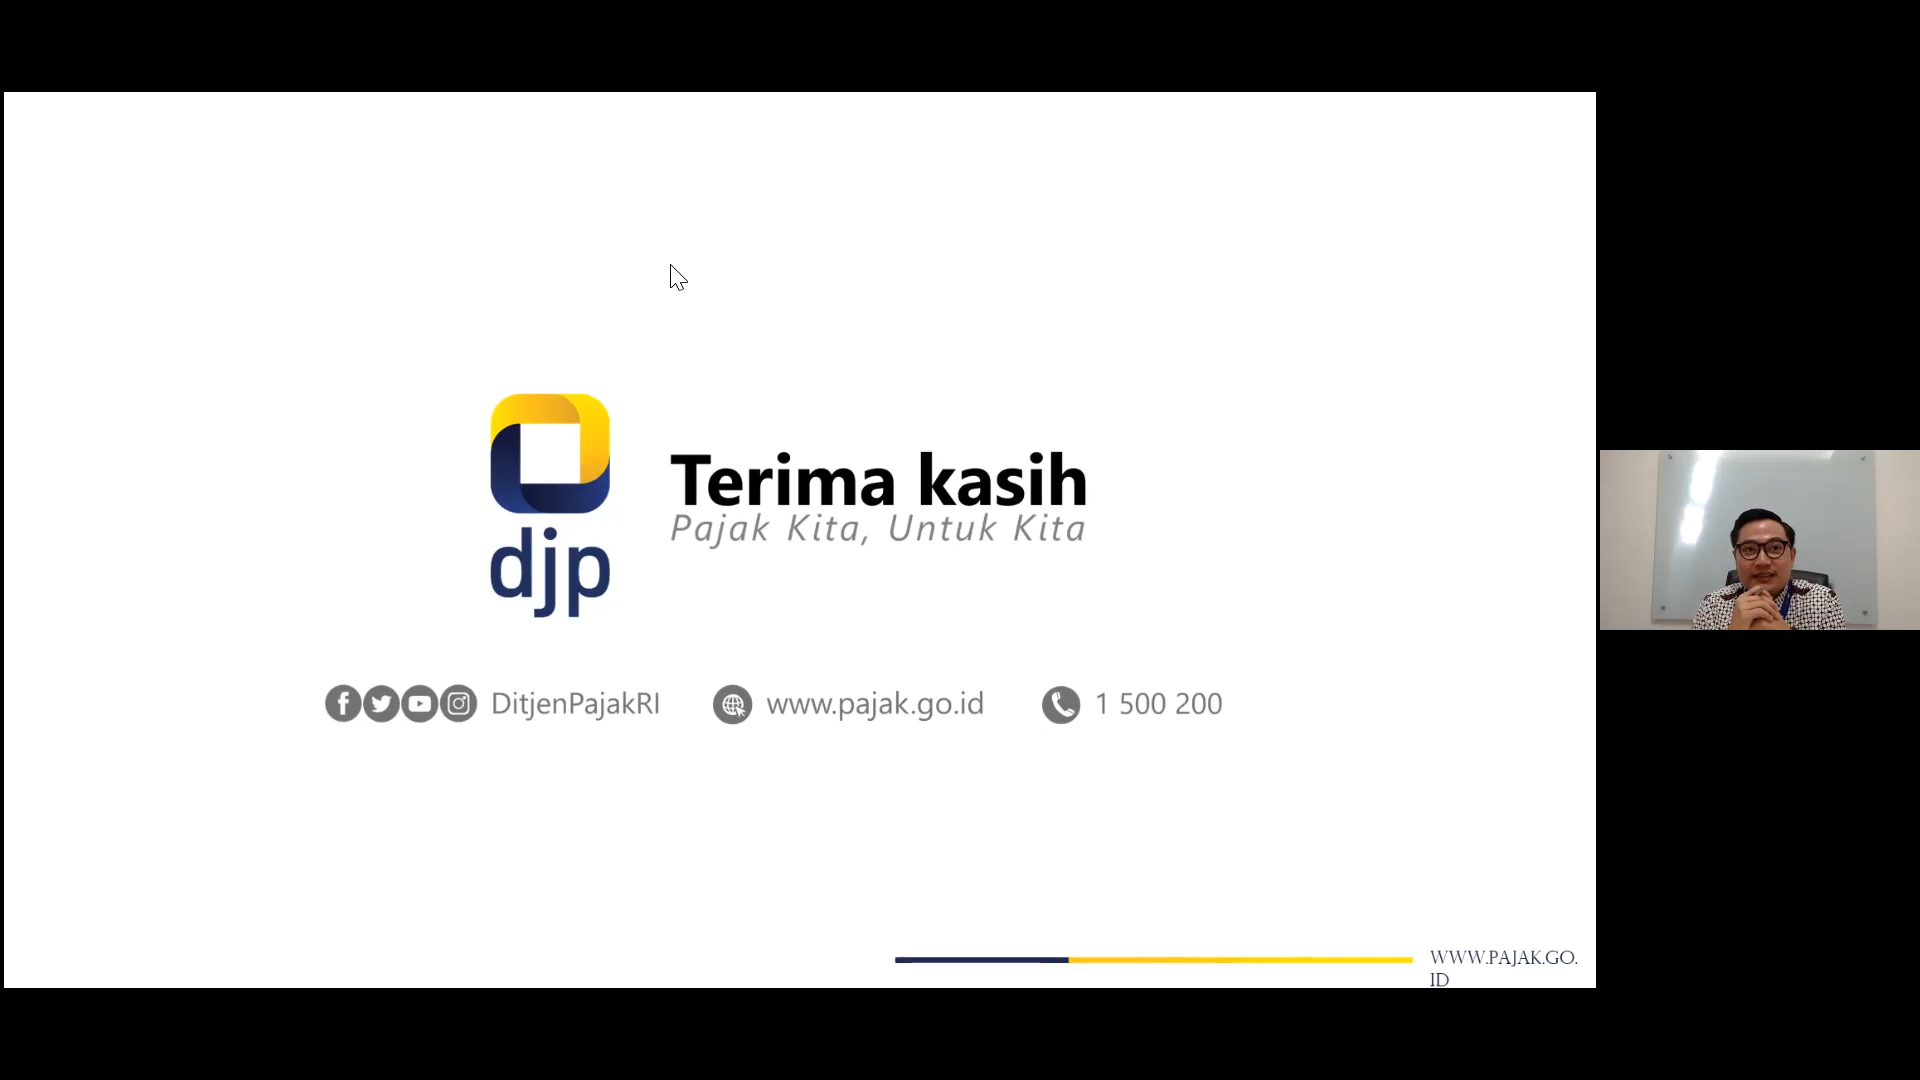 djp
Terima kasih
Pajak Kita, Untuk Kita
DitjenPajakRI
www.pajak.go.id
1 500 200
WWW.PAJAK.GO.
ID